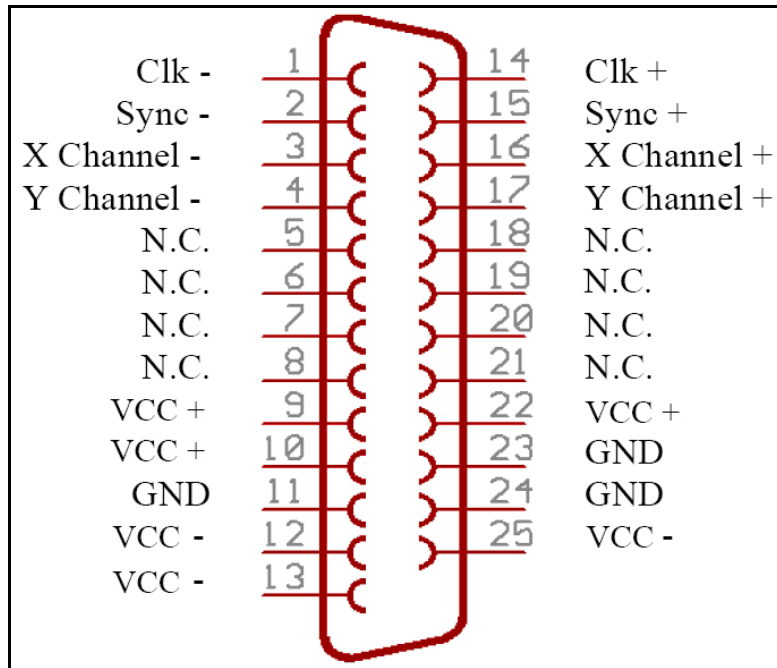 Clk - 1 14 Clk +
Sync - 2 15 Sync +
X Channel - 3 16 X Channel +
Y Channel - 4 17 Y Channel +
N.C. 5 18 N.C.
N.C. 6 19 N.C.
N.C. 7 20 N.C.
N.C. 8 21 N.C.
VCC + 9 22 VCC +
VCC + 10 23 GND
GND 11 24 GND
VCC - 12 25 VCC -
VCC - 13